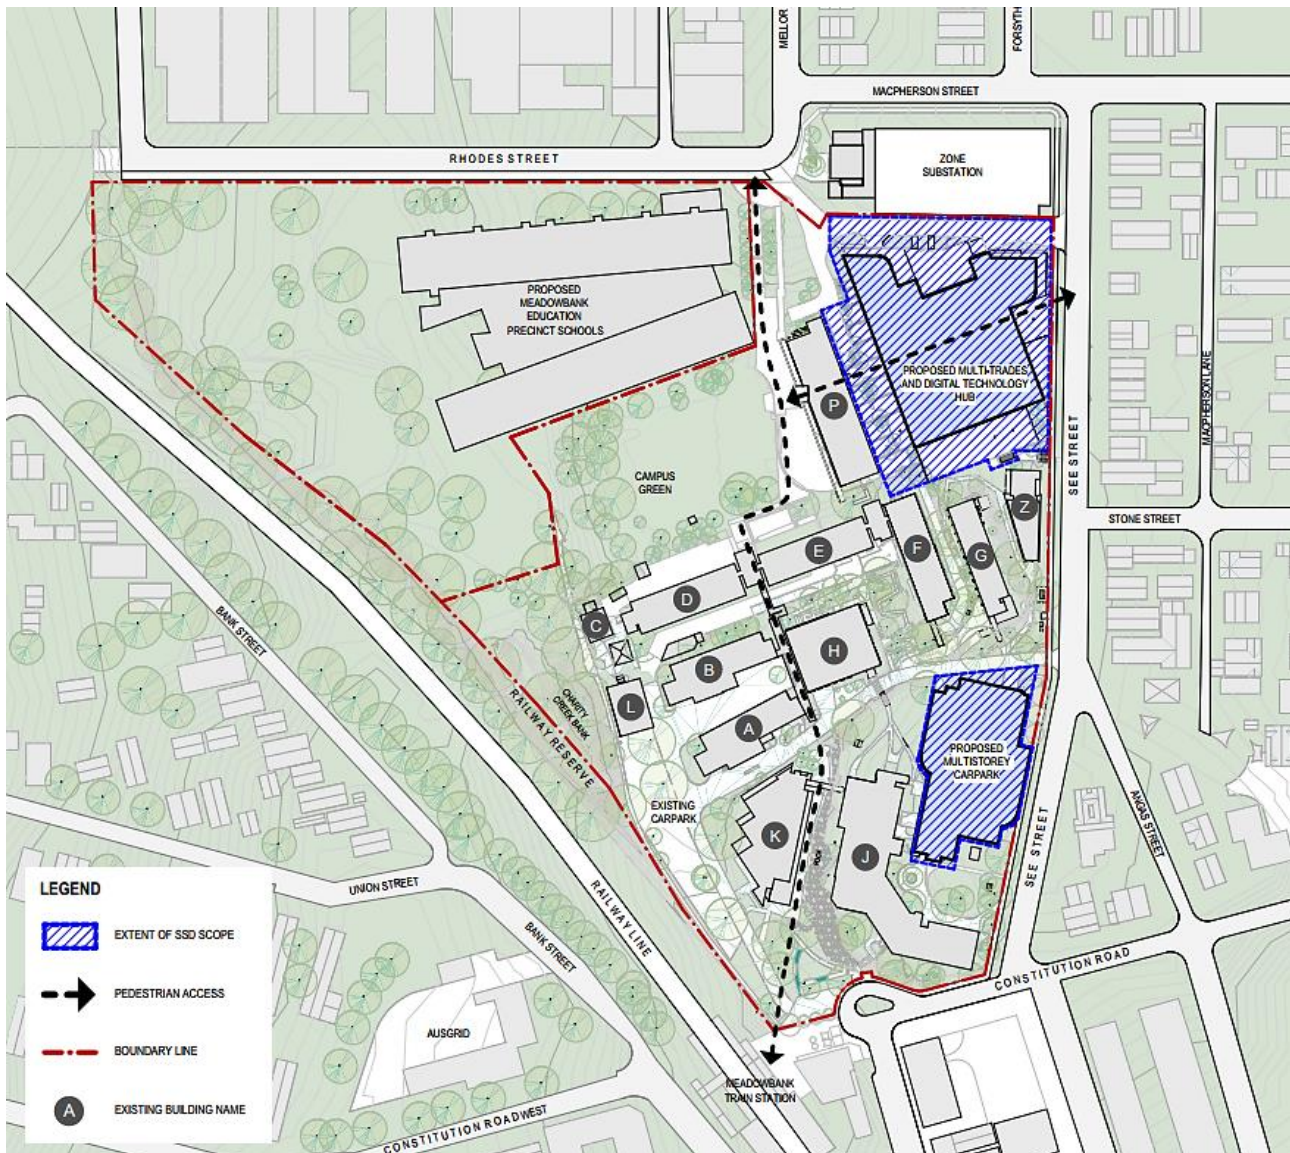 MELLOR
FORSYTH
MACPHERSON STREET
RHODES STREET
ZONE
SUBSTATION
PROPOSED
MEADOWBANK
EDUCATION
PRECINCT SCHOOLS
PROPOSED MULTI-TRADES
AND DIGITAL TECHNOLOGY
HUB
MACPHERSON LANE
SEE STREET
P
CAMPUS
GREEN
STONE STREET
Z
E
F
G
D
C
H
B
L
A
BANK STREET
CHARITY
CREEK BANK
RAILWAY RESERVE
PROPOSED
MULTISTOREY
CARPARK
EXISTING
CARPARK
K
J
ROCK
SEE STREET
ANGAS STREET
UNION STREET
BANK STREET
RAILWAY LINE
CONSTITUTION ROAD
AUSGRID
MEADOWBANK
TRAIN STATION
CONSTITUTION ROAD WEST
LEGEND
EXTENT OF SSD SCOPE
PEDESTRIAN ACCESS
BOUNDARY LINE
A EXISTING BUILDING NAME